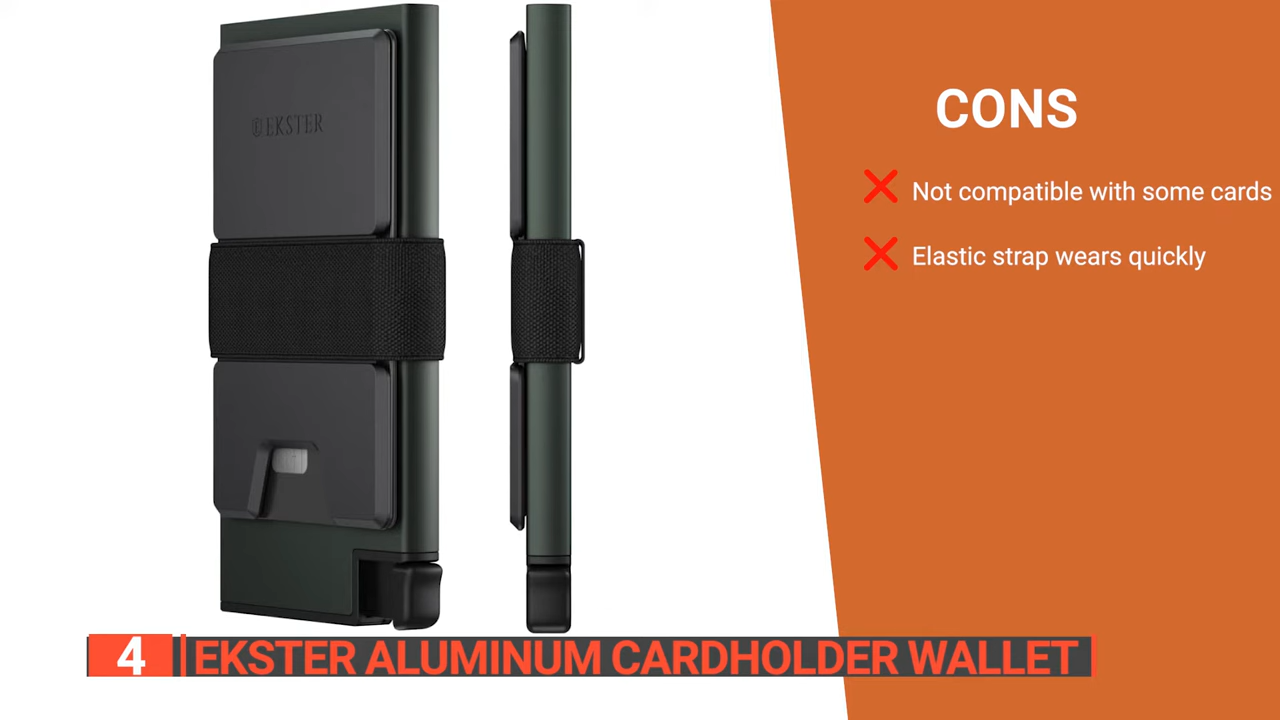 EKSTER
CONS
Not compatible with some cards
Elastic strap wears quickly
4 EKSTER ALUMINUM CARDHOLDER WALLET